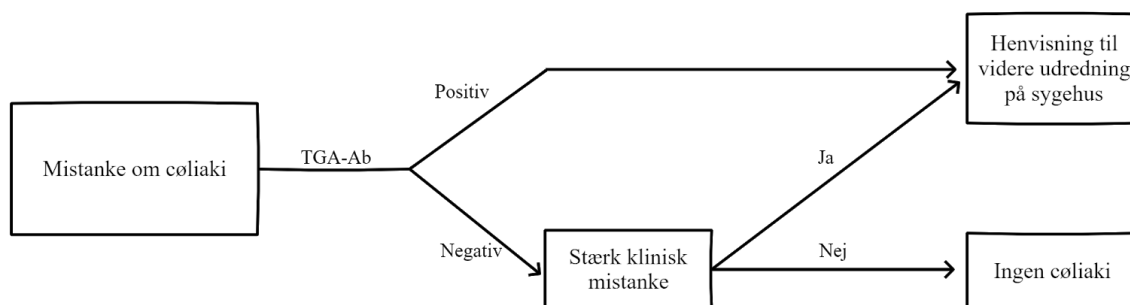 Mistanke om cøliaki
TGA-Ab
Positiv
Negativ
Stærk klinisk
mistanke
Ja
Nej
Henvisning til
videre udredning
på sygehus
Ingen cøliaki